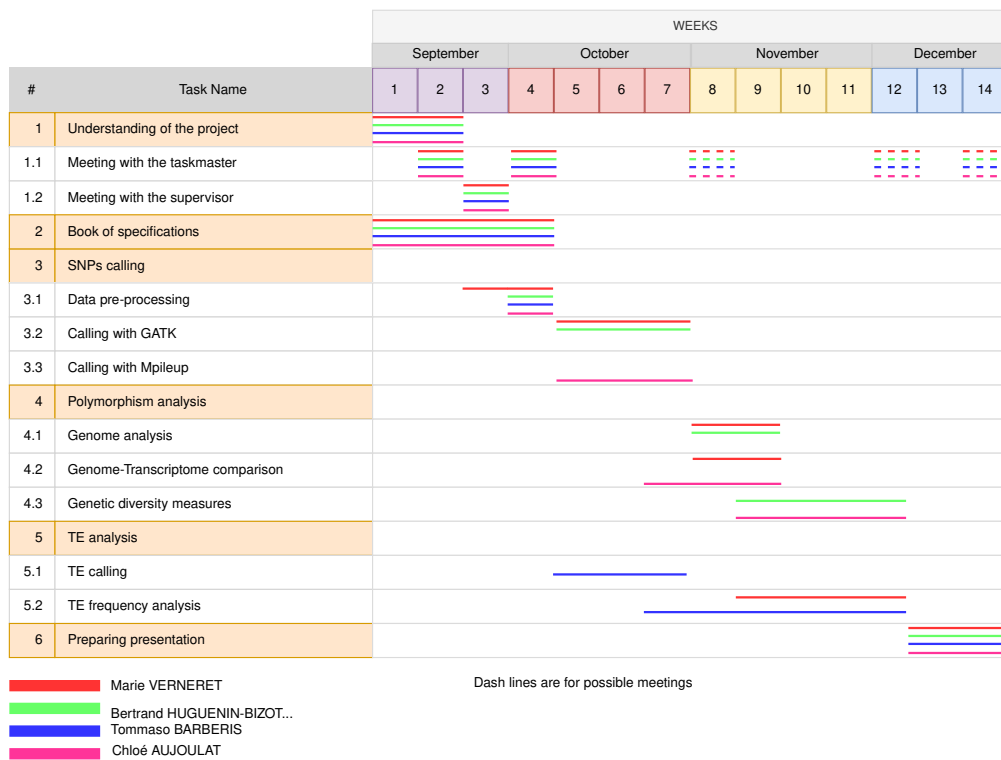 WEEKS
September October November December
# Task Name 1 2 3 4 5 6 7 8 9 10 11 12 13 14
1 Understanding of the project
1.1 Meeting with the taskmaster
1.2 Meeting with the supervisor
2 Book of specifications
3 SNPs calling
3.1 Data pre-processing
3.2 Calling with GATK
3.3 Calling with Mpileup
4 Polymorphism analysis
4.1 Genome analysis
4.2 Genome-Transcriptome comparison
4.3 Genetic diversity measures
5 TE analysis
5.1 TE calling
5.2 TE frequency analysis
6 Preparing presentation
Marie VERNERET
Dash lines are for possible meetings
Bertrand HUGUENIN-BIZOT...
Tommaso BARBERIS
Chloé AUJOULAT